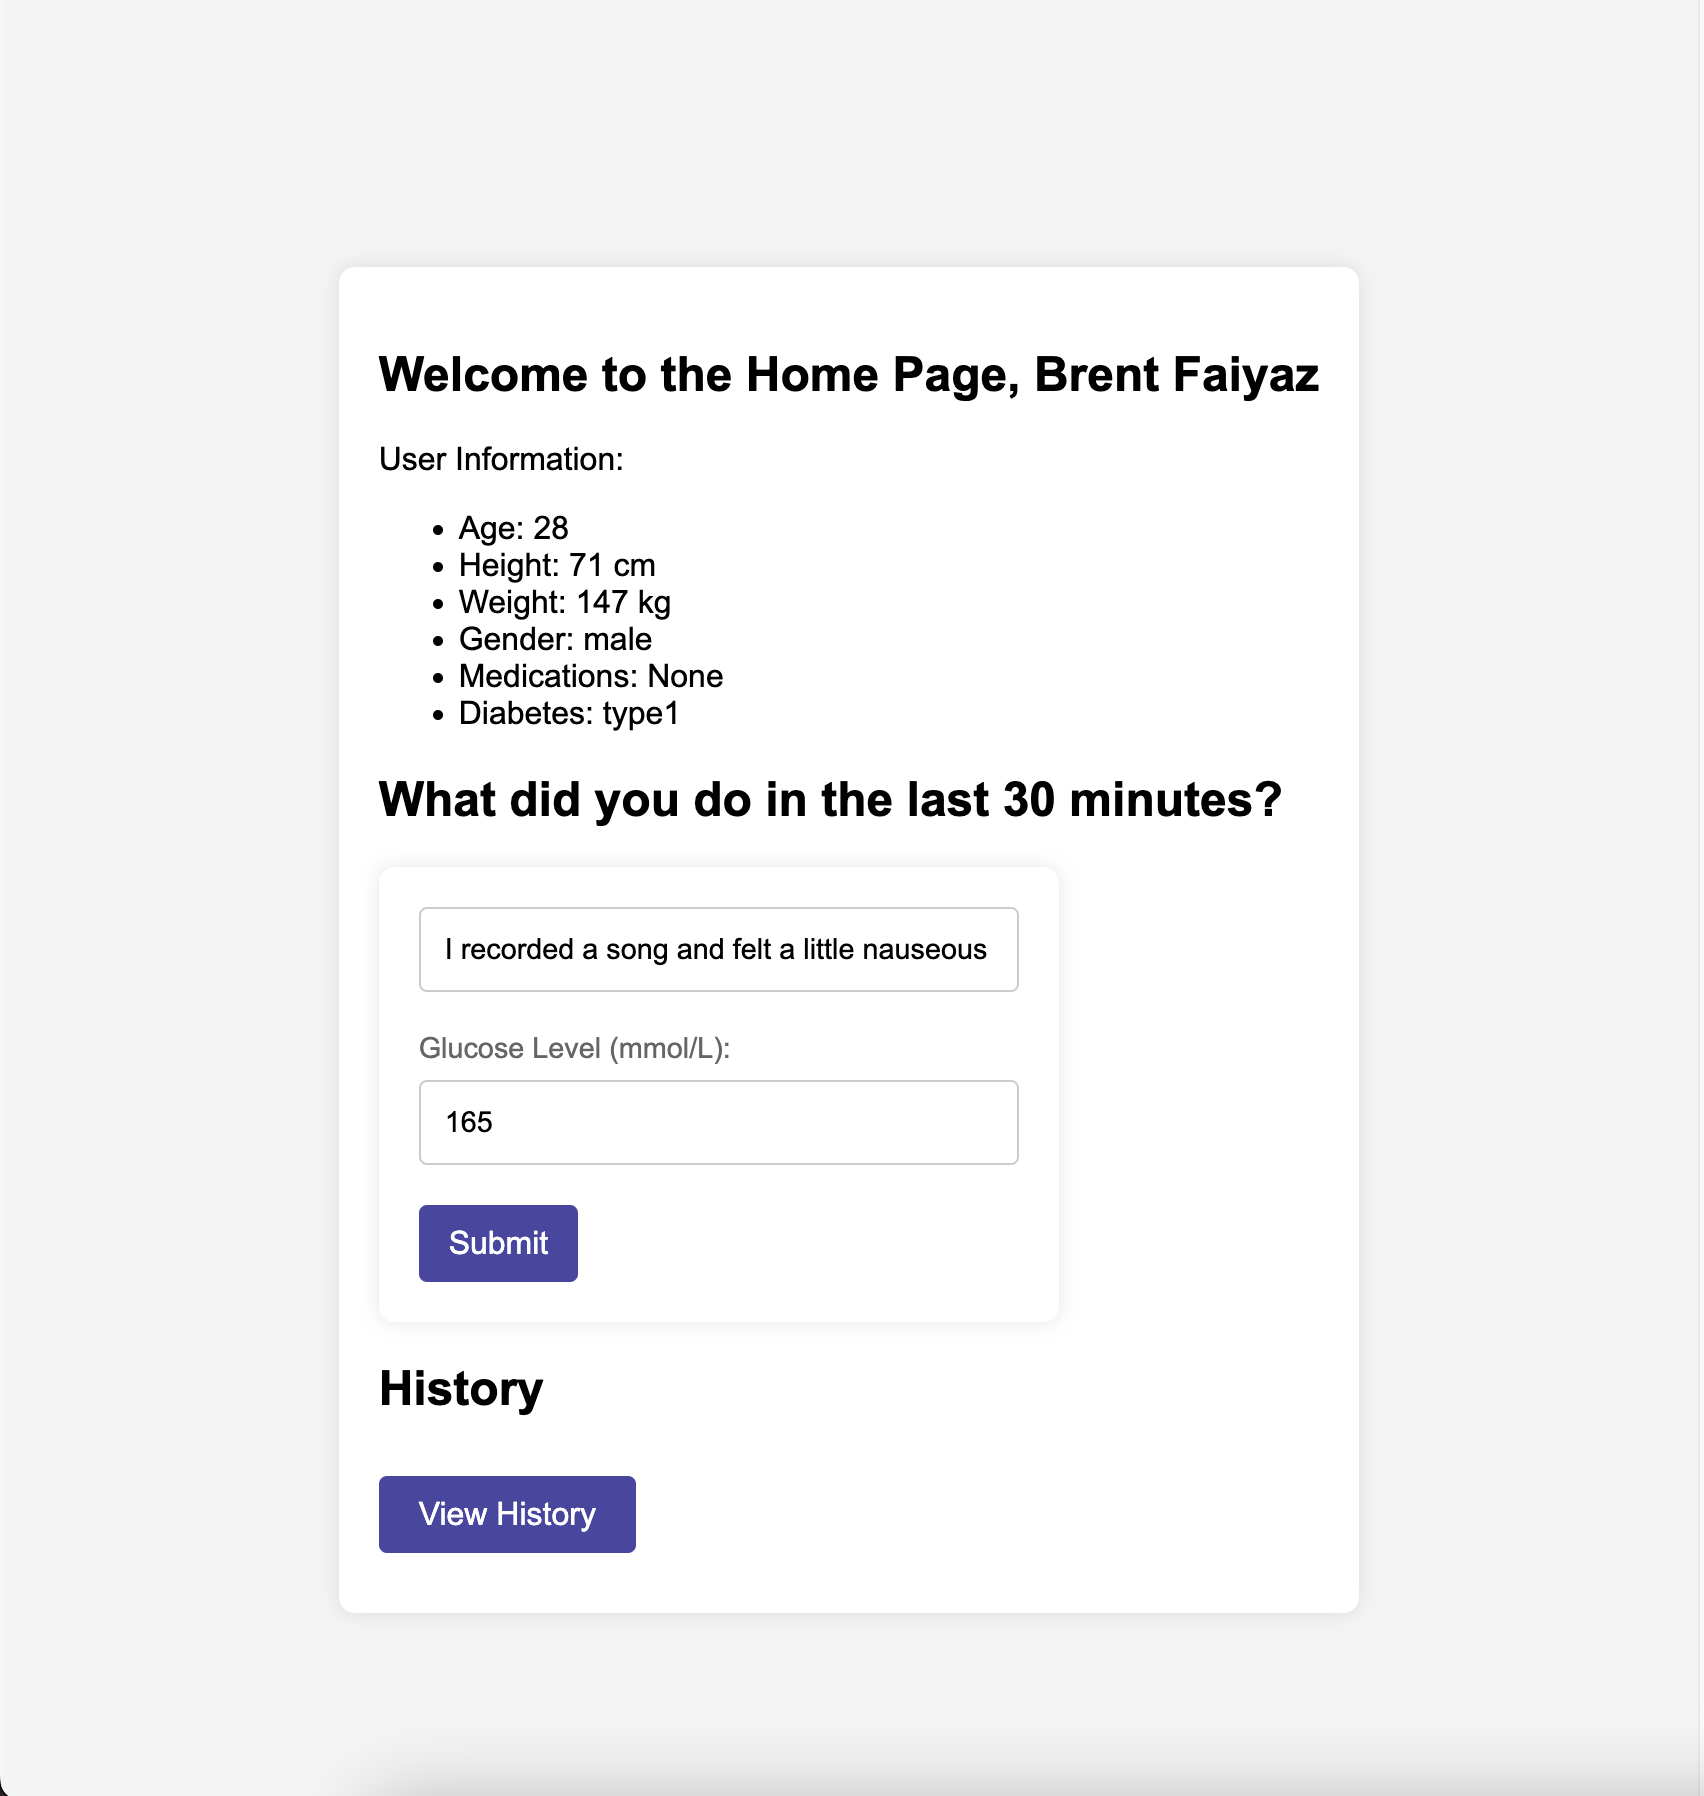 Welcome to the Home Page, Brent Faiyaz
User Information:
• Age: 28
• Height: 71 cm
• Weight: 147 kg
• Gender: male
• Medications: None
• Diabetes: type1
What did you do in the last 30 minutes?
I recorded a song and felt a little nauseous
Glucose Level (mmol/L):
165
Submit
History
View History